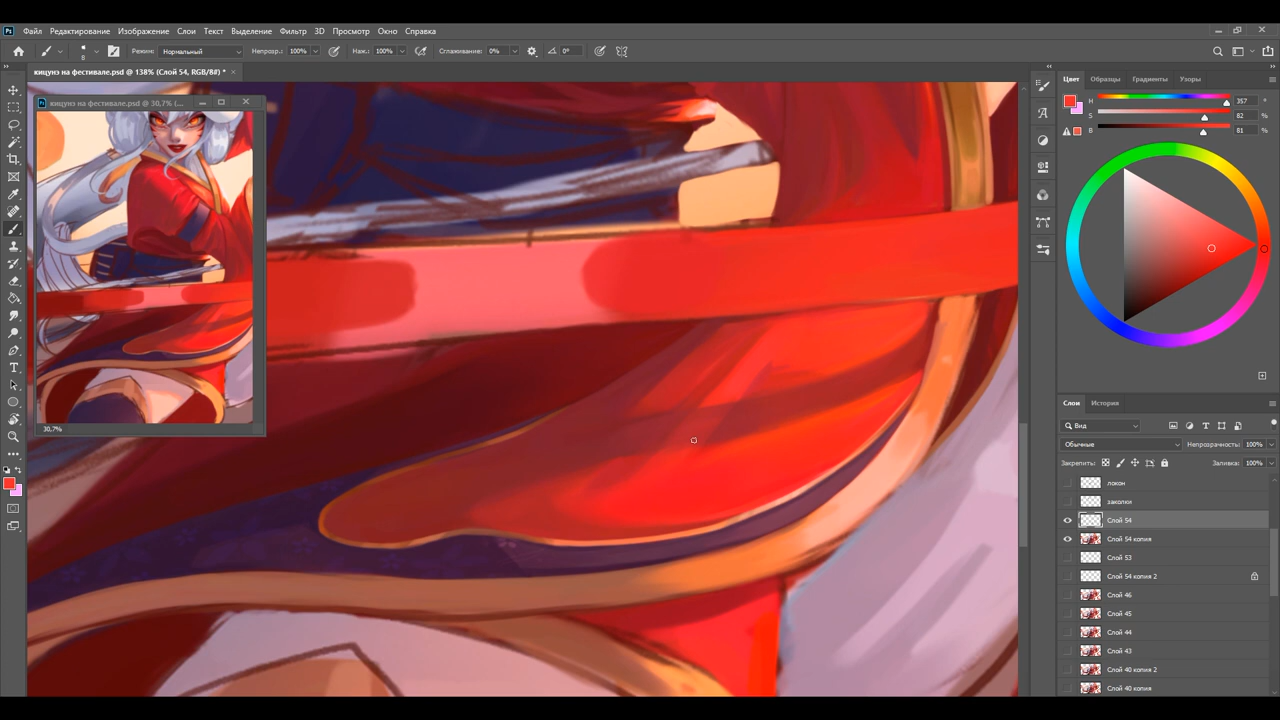 Ps Файл Редактирование Изображение Слои Текст Выделение Фильтр 3D Просмотр Окно Справка
8 Режим: Нормальный Непрозр.: 100% Наж.: 100% Сглаживание: 0% 0°
кицунэ на фестивале.psd @ 138% (Слой 54, RGB/8#) *
кицунэ на фестивале.psd @ 30,7% (...
30,7%
Цвет Образцы Градиенты Узоры
H 357 °
S 82 %
B 81 %
Слои История
Вид
Обычные Непрозрачность: 100%
Закрепить: Заливка: 100%
локон
заколки
Слой 54
Слой 54 копия
Слой 53
Слой 54 копия 2
Слой 46
Слой 45
Слой 44
Слой 43
Слой 40 копия 2
Слой 40 копия